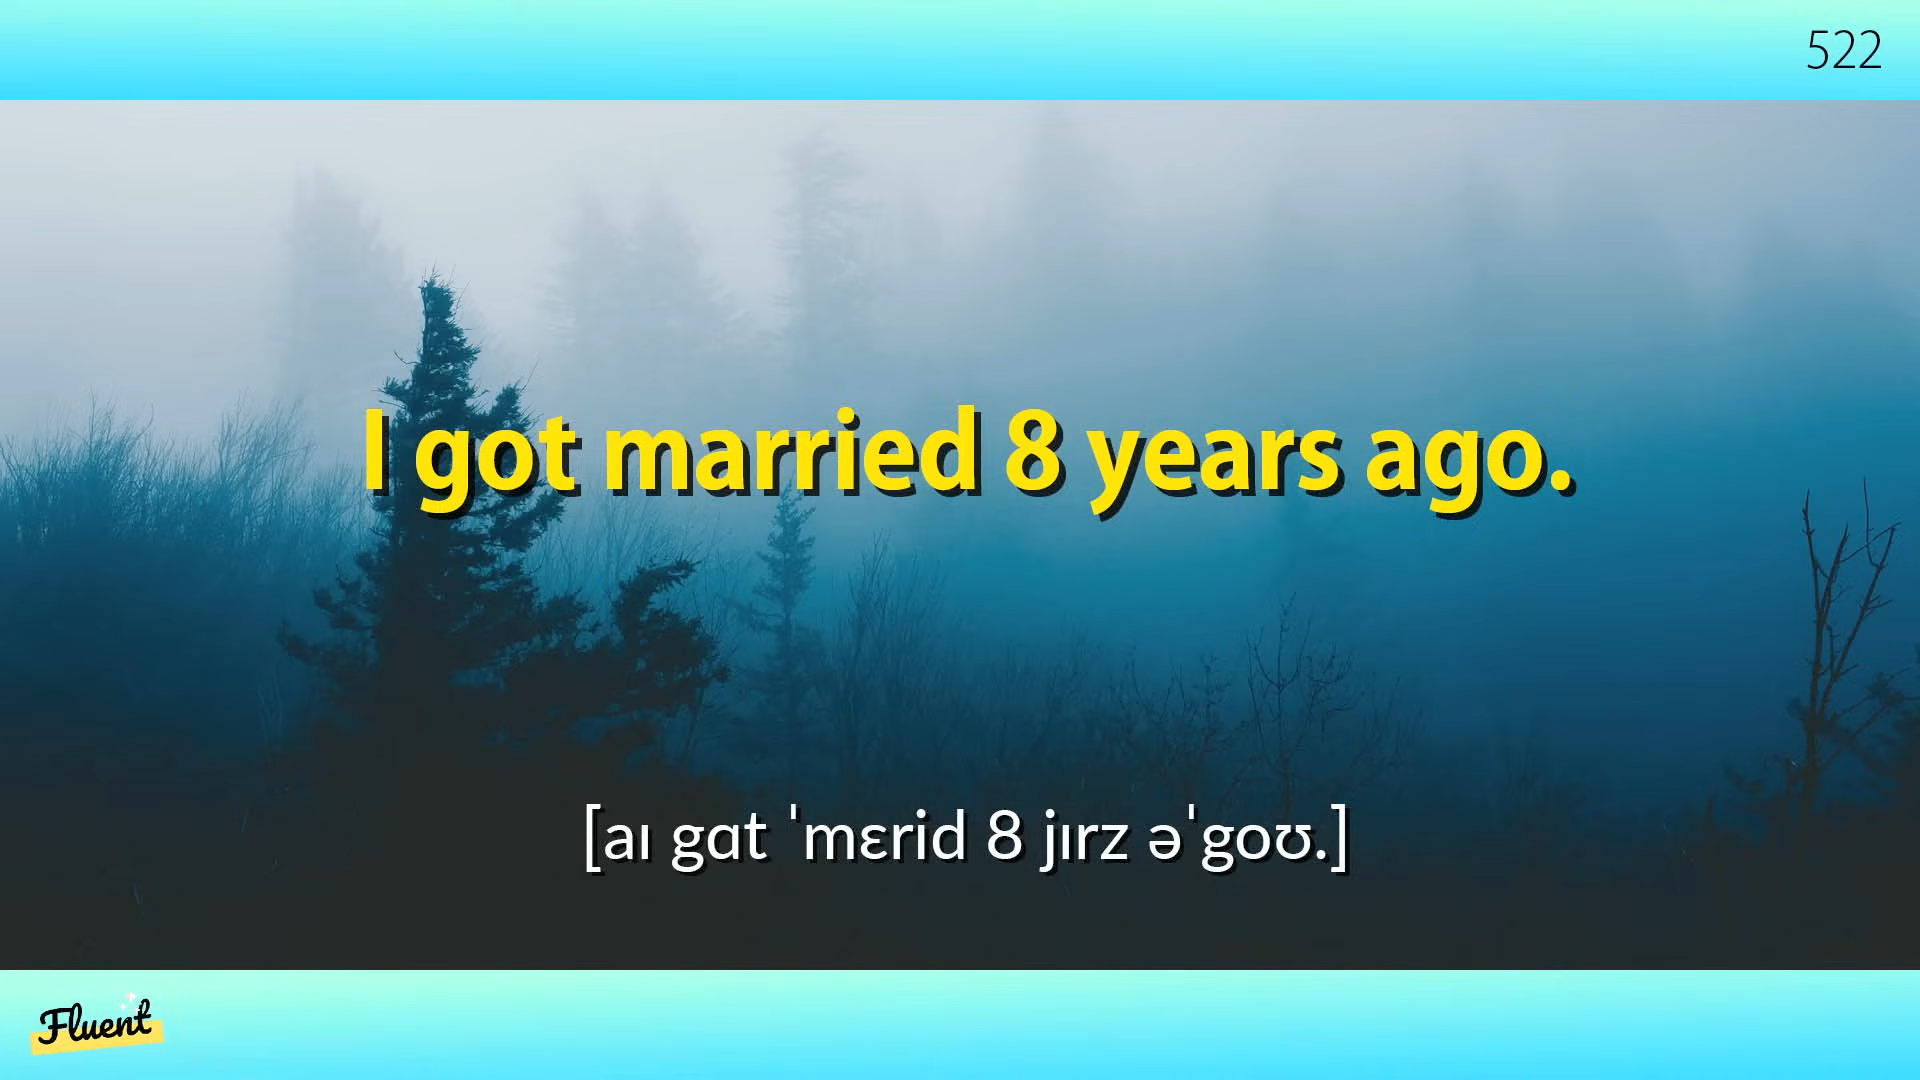 522
I got married 8 years ago.
[aɪ gɑt ˈmɛrid 8 jɪrz əˈgoʊ.]
Fluent